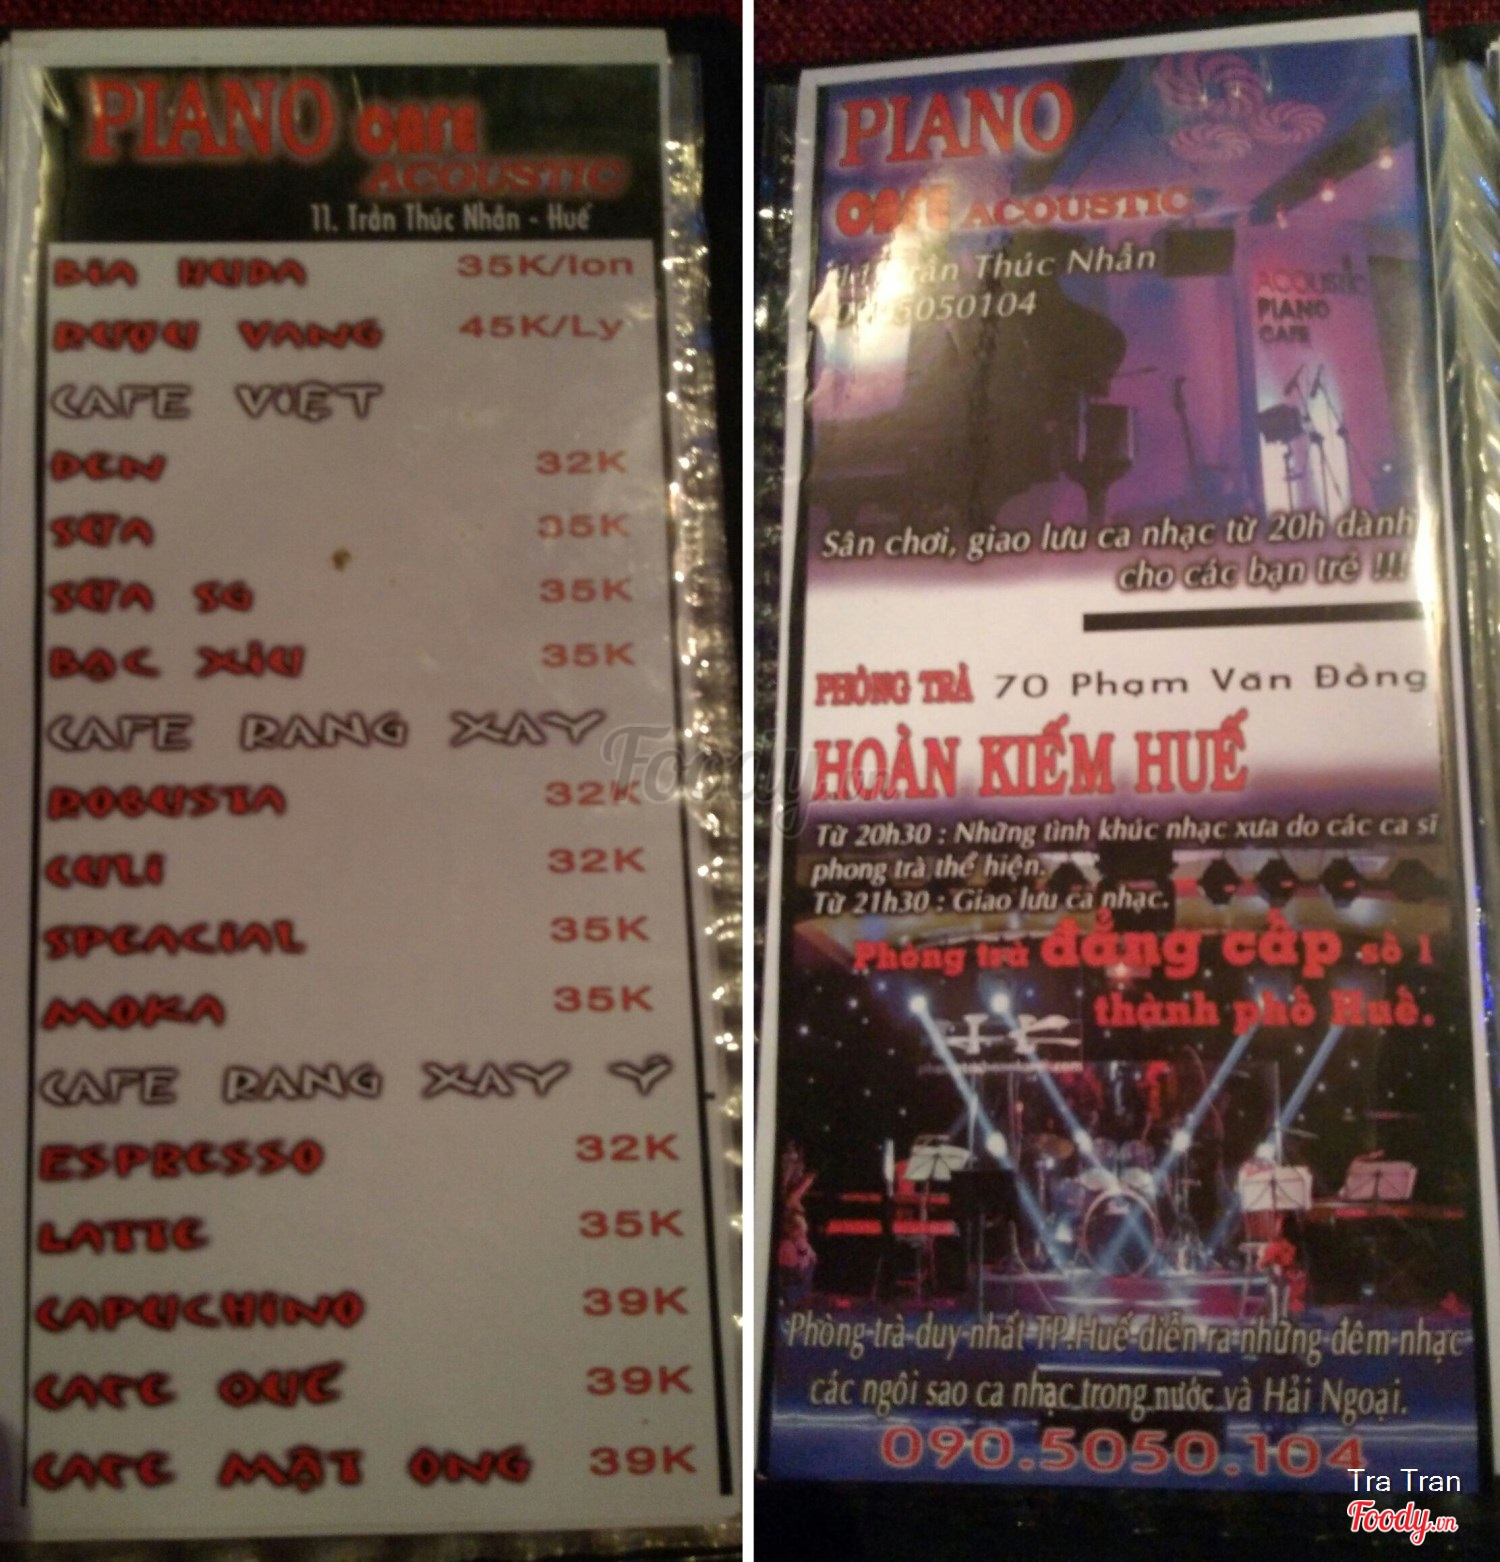 PIANO CAFE
ACOUSTIC
11. Trần Thúc Nhẫn - Huế
BIA HUDA 35K/lon
RƯỢU VANG 45K/Ly
CAFE VIỆT
ĐEN 32K
SỮA 35K
SỮA SG 35K
BẠC XỈU 35K
CAFE RANG XAY
ROBUSTA 32K
CULI 32K
SPEACIAL 35K
MOKA 35K
CAFE RANG XAY Ý
ESPRESSO 32K
LATTE 35K
CAPUCHINO 39K
CAFE QUẾ 39K
CAFE MẬT ONG 39K
PIANO
CAFE ACOUSTIC
Trần Thúc Nhẫn
5050104
ACOUSTIC
PIANO
CAFE
Sân chơi, giao lưu ca nhạc từ 20h dành
cho các bạn trẻ !!!
PHÒNG TRÀ 70 Phạm Văn Đồng
HOÀN KIẾM HUẾ
Từ 20h30 : Những tình khúc nhạc xưa do các ca sĩ
phong trà thể hiện.
Từ 21h30 : Giao lưu ca nhạc.
Phòng trà đẳng cấp số 1
thành phố Huế.
Phòng trà duy nhất TP.Huế diễn ra những đêm nhạc
các ngôi sao ca nhạc trong nước và Hải Ngoại.
090.5050.104
Foody.vn
Tra Tran
Foody.vn